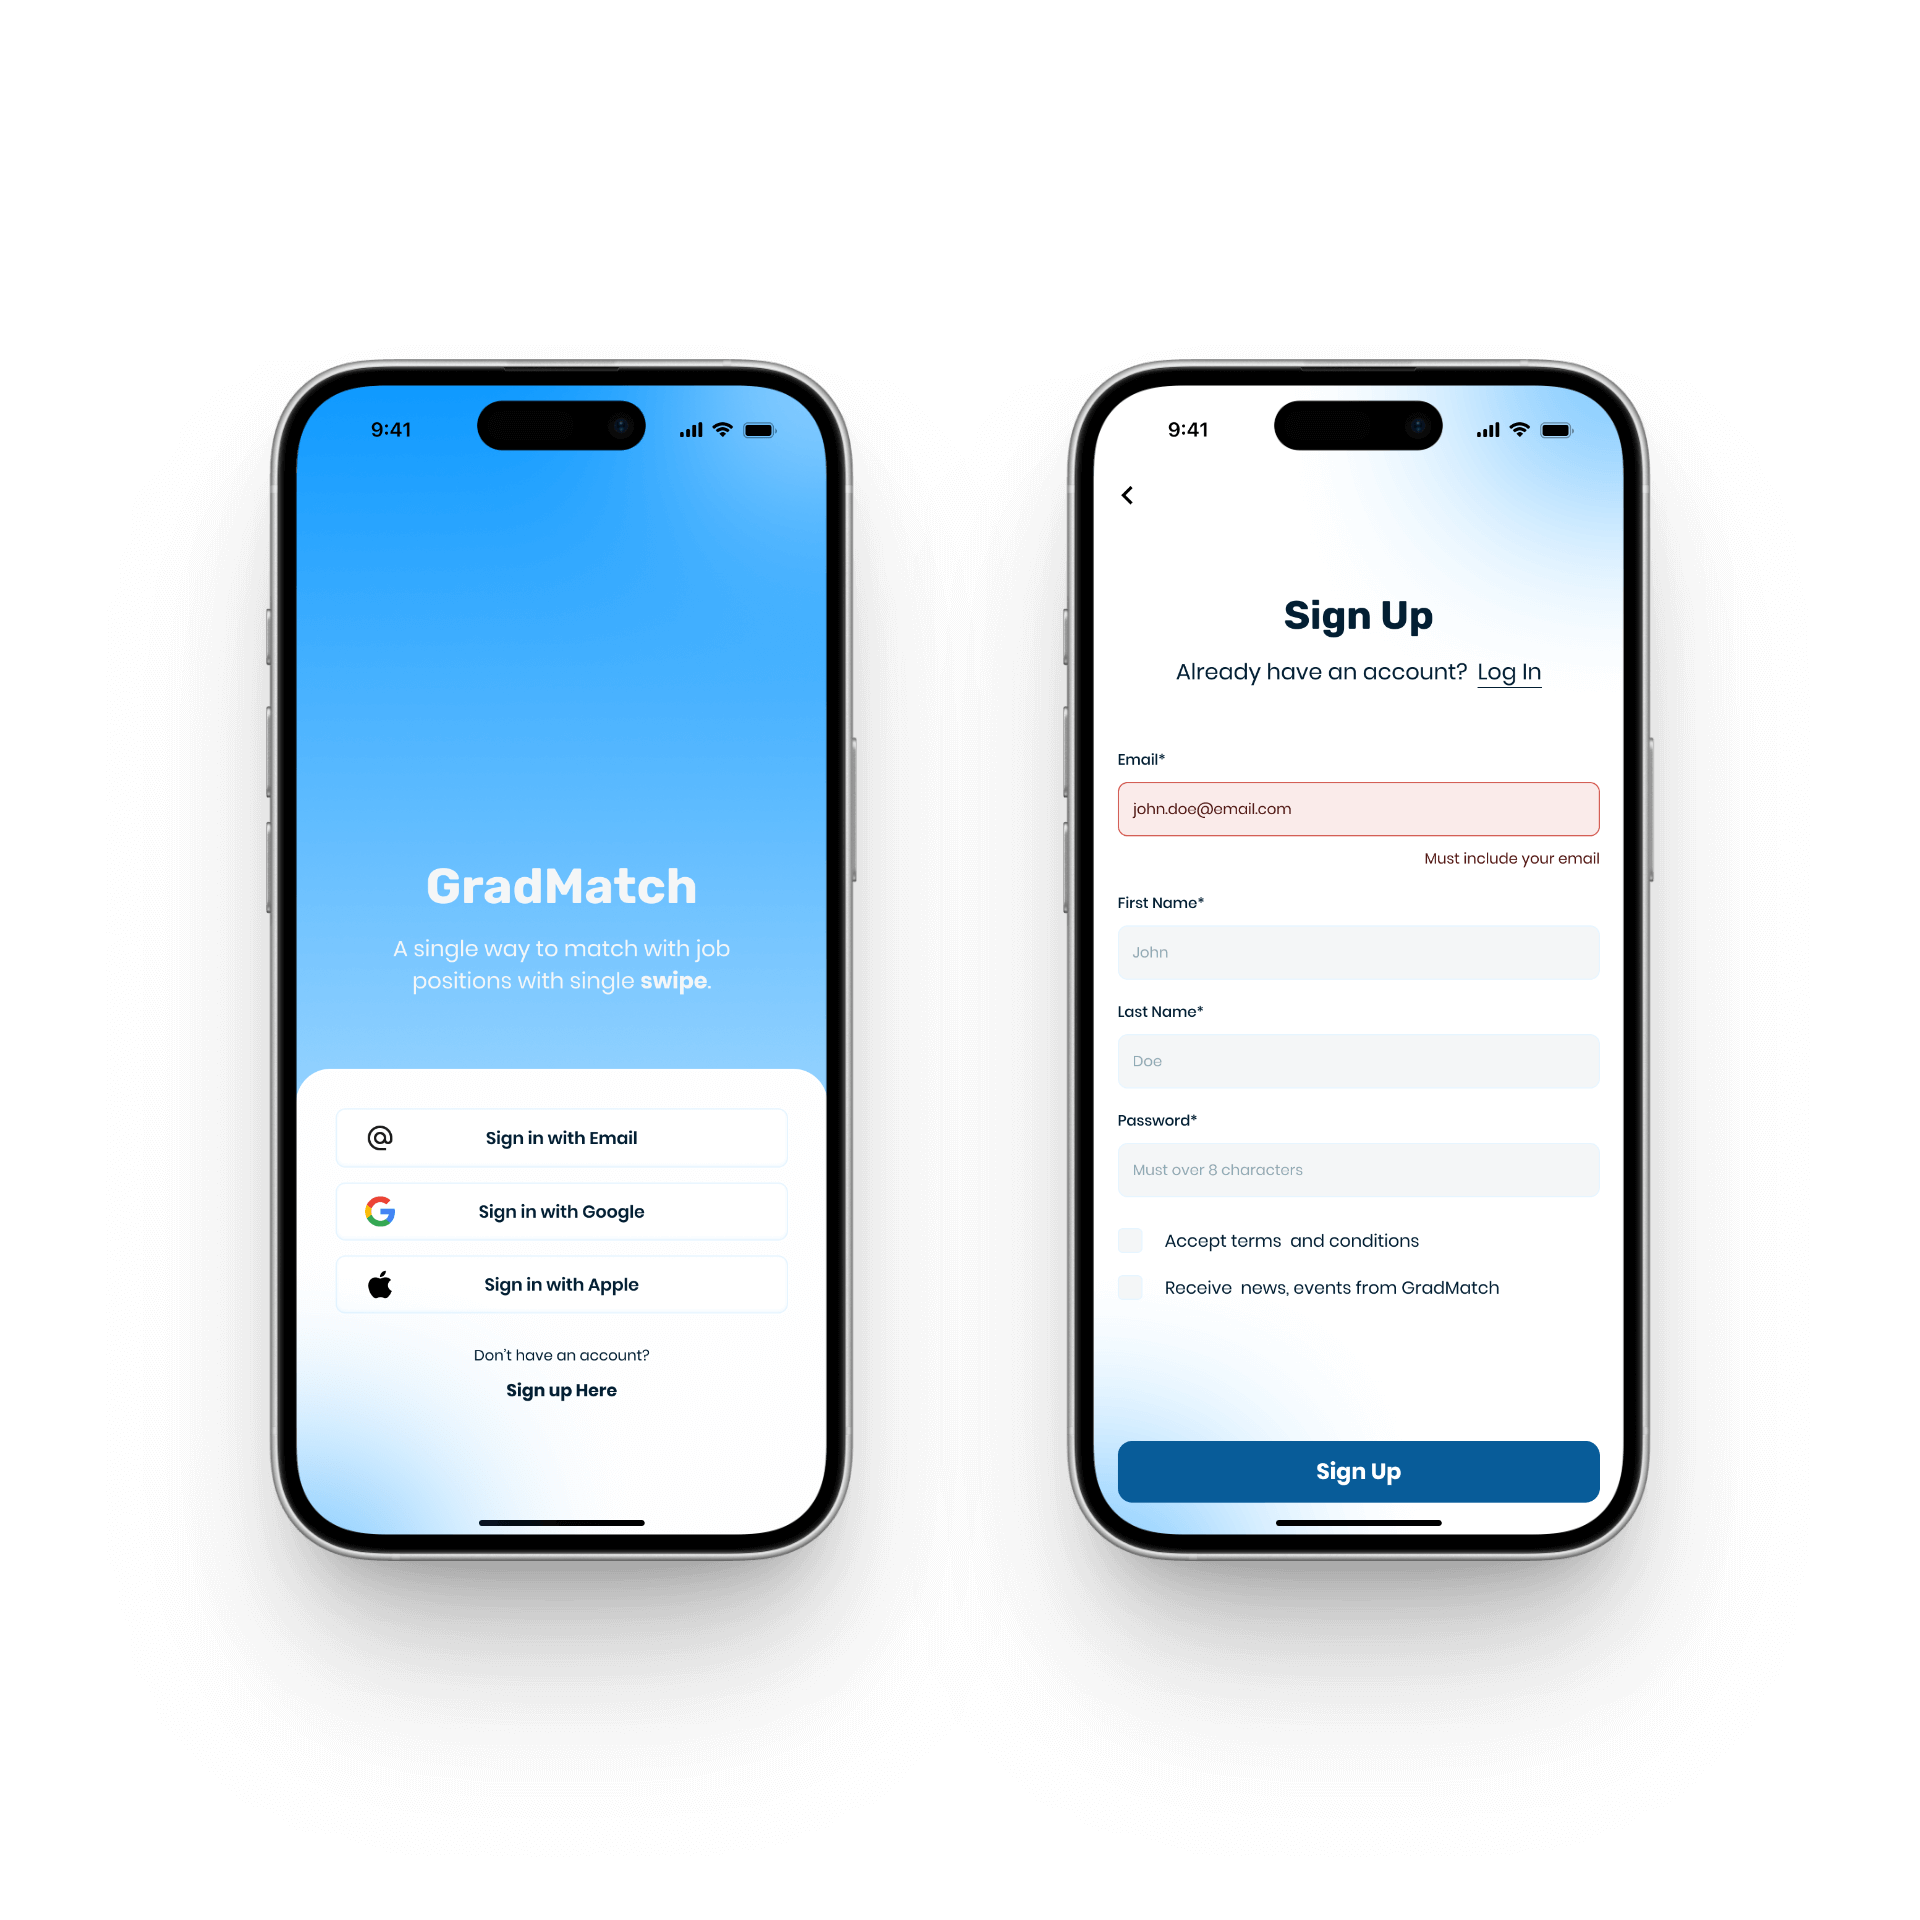 9:41
GradMatch
A single way to match with job
positions with single swipe.
Sign in with Email
Sign in with Google
Sign in with Apple
Don't have an account?
Sign up Here
9:41
Sign Up
Already have an account? Log In
Email*
john.doe@email.com
Must include your email
First Name*
John
Last Name*
Doe
Password*
Must over 8 characters
Accept terms and conditions
Receive news, events from GradMatch
Sign Up